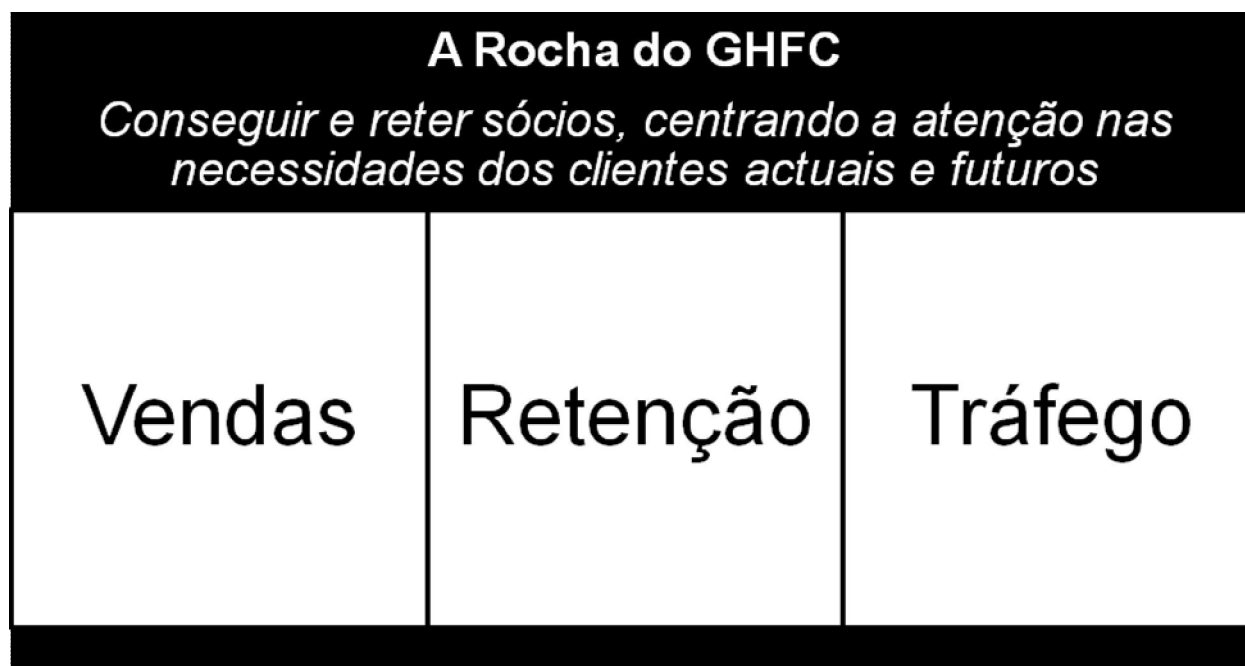 A Rocha do GHFC
Conseguir e reter sócios, centrando a atenção nas
necessidades dos clientes actuais e futuros
Vendas
Retenção
Tráfego